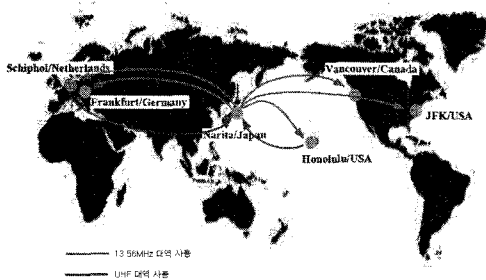 Schiphol/Netherlands
Vancouver/Canada
Frankfurt/Germany
JFK/USA
Narita/Japan
Honolulu/USA
13 56MHz 대역 사용
UHF 대역 사용